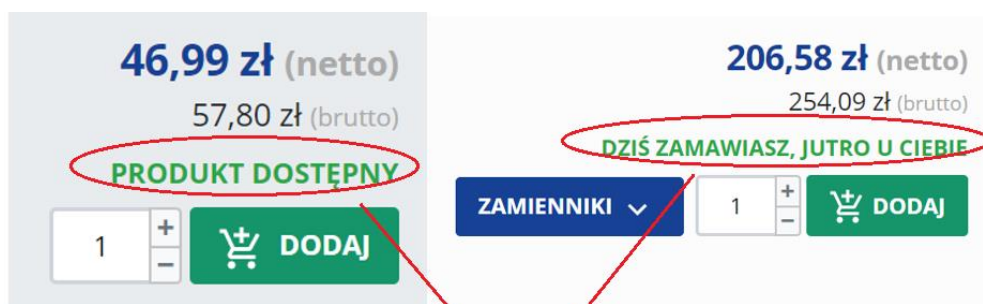 46,99 zł (netto)
57,80 zł (brutto)
PRODUKT DOSTĘPNY
1
+
−
DODAJ
206,58 zł (netto)
254,09 zł (brutto)
DZIŚ ZAMAWIASZ, JUTRO U CIEBIE
ZAMIENNIKI
1
+
−
DODAJ